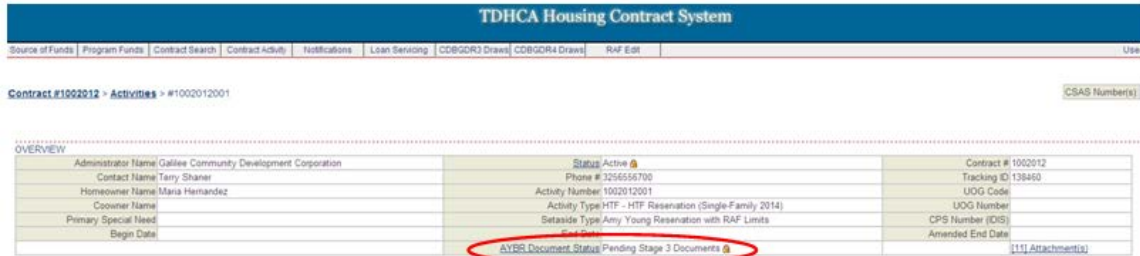 TDHCA Housing Contract System
Source of Funds Program Funds Contract Search Contract Activity Notifications Loan Servicing CDBGDR3 Draws CDBGDR4 Draws RAF Edit Use
Contract #1002012 > Activities > #1002012001 CSAS Number(s)
OVERVIEW
Administrator Name Galilee Community Development Corporation Status Active Contract # 1002012
Contact Name Terry Shaner Phone # 3256556700 Tracking ID 138460
Homeowner Name Maria Hernandez Activity Number 1002012001 UOG Code
Coowner Name Activity Type HTF - HTF Reservation (Single-Family 2014) UOG Number
Primary Special Need Setaside Type Amy Young Reservation with RAF Limits CPS Number (IDIS)
Begin Date End Date Amended End Date
AYBR Document Status Pending Stage 3 Documents [11] Attachment(s)